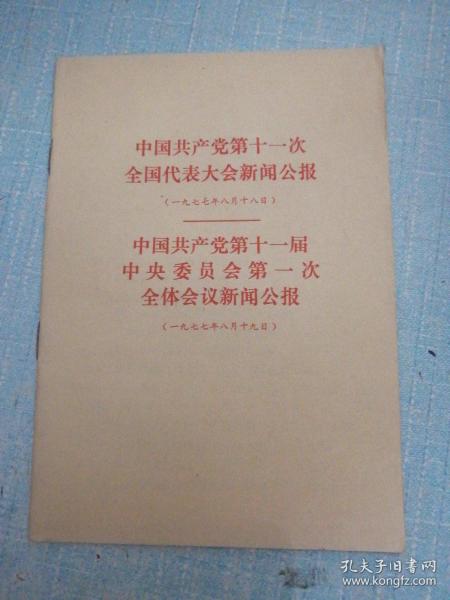 中国共产党第十一次
全国代表大会新闻公报
(一九七七年八月十八日)
中国共产党第十一届
中央委员会第一次
全体会议新闻公报
(一九七七年八月十九日)
孔夫子旧书网
www.kongfz.com